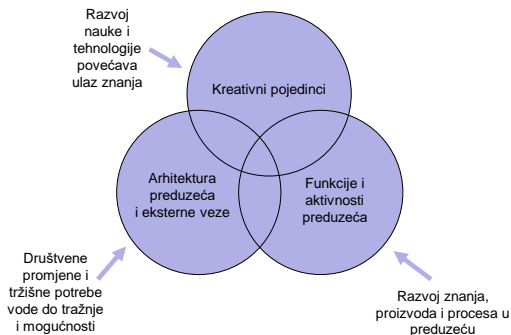 Razvoj
nauke i
tehnologije
povećava
ulaz znanja
Kreativni pojedinci
Arhitektura
preduzeća
i eksterne veze
Funkcije i
aktivnosti
preduzeća
Društvene
promjene i
tržišne potrebe
vode do tražnje
i mogućnosti
Razvoj znanja,
proizvoda i procesa u
preduzeću